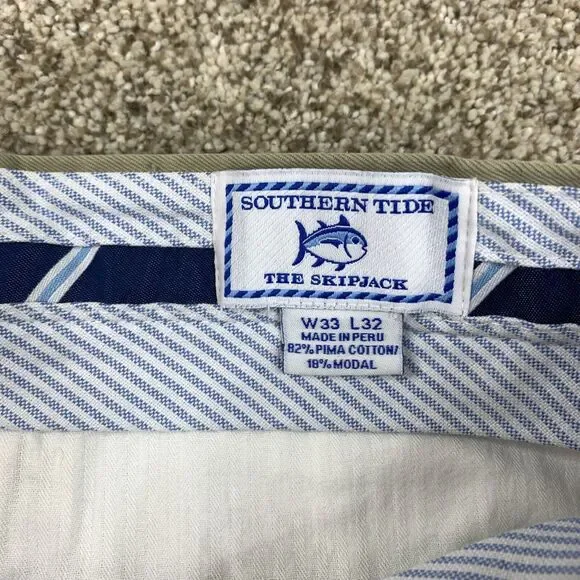 SOUTHERN TIDE
THE SKIPJACK
W33 L32
MADE IN PERU
82% PIMA COTTON/
18% MODAL